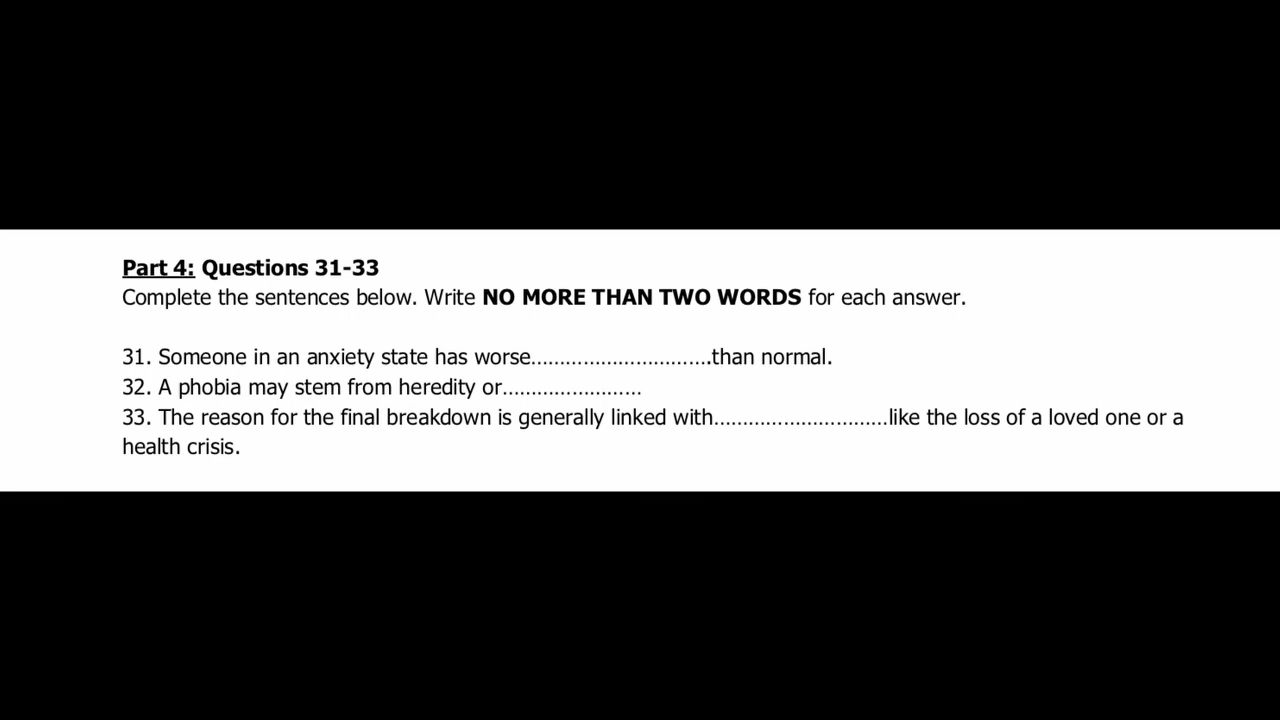 Part 4: Questions 31-33
Complete the sentences below. Write NO MORE THAN TWO WORDS for each answer.
31. Someone in an anxiety state has worse...............................than normal.
32. A phobia may stem from heredity or........................
33. The reason for the final breakdown is generally linked with..............................like the loss of a loved one or a
health crisis.